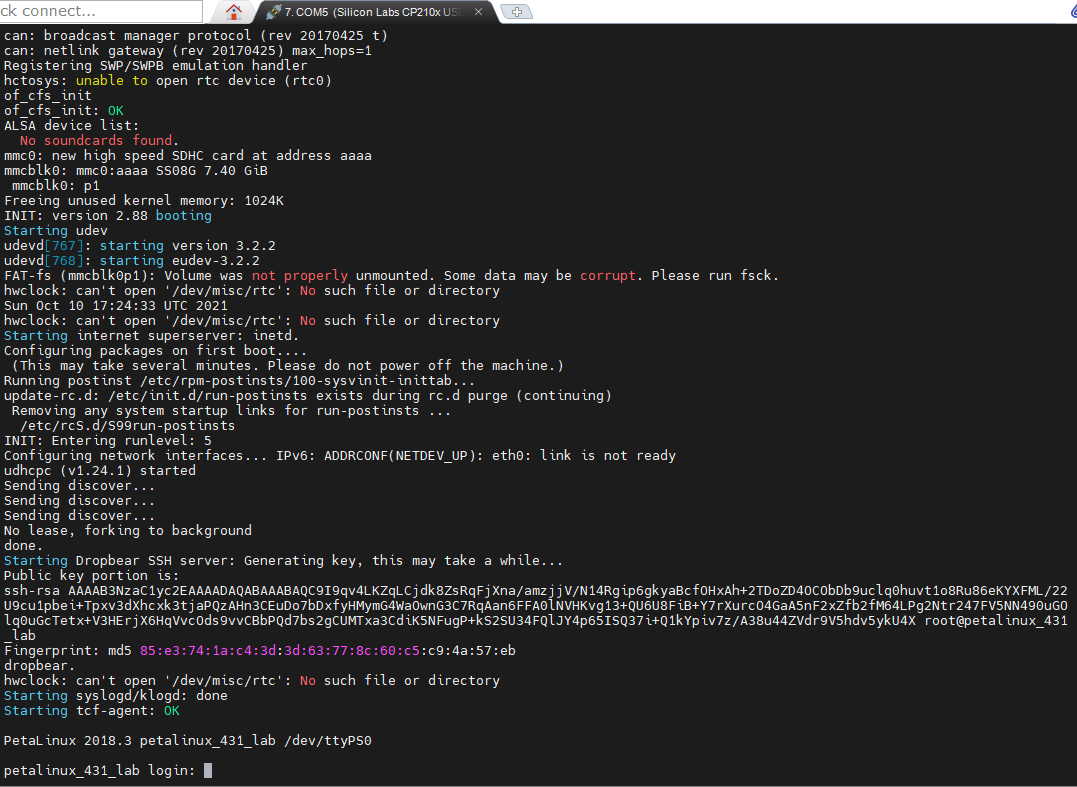 ck connect...
7. COM5 (Silicon Labs CP210x US
can: broadcast manager protocol (rev 20170425 t)
can: netlink gateway (rev 20170425) max_hops=1
Registering SWP/SWPB emulation handler
hctosys: unable to open rtc device (rtc0)
of_cfs_init
of_cfs_init: OK
ALSA device list:
  No soundcards found.
mmc0: new high speed SDHC card at address aaaa
mmcblk0: mmc0:aaaa SS08G 7.40 GiB
 mmcblk0: p1
Freeing unused kernel memory: 1024K
INIT: version 2.88 booting
Starting udev
udevd[767]: starting version 3.2.2
udevd[768]: starting eudev-3.2.2
FAT-fs (mmcblk0p1): Volume was not properly unmounted. Some data may be corrupt. Please run fsck.
hwclock: can't open '/dev/misc/rtc': No such file or directory
Sun Oct 10 17:24:33 UTC 2021
hwclock: can't open '/dev/misc/rtc': No such file or directory
Starting internet superserver: inetd.
Configuring packages on first boot....
 (This may take several minutes. Please do not power off the machine.)
Running postinst /etc/rpm-postinsts/100-sysvinit-inittab...
update-rc.d: /etc/init.d/run-postinsts exists during rc.d purge (continuing)
 Removing any system startup links for run-postinsts ...
  /etc/rcS.d/S99run-postinsts
INIT: Entering runlevel: 5
Configuring network interfaces... IPv6: ADDRCONF(NETDEV_UP): eth0: link is not ready
udhcpc (v1.24.1) started
Sending discover...
Sending discover...
Sending discover...
No lease, forking to background
done.
Starting Dropbear SSH server: Generating key, this may take a while...
Public key portion is:
ssh-rsa AAAAB3NzaC1yc2EAAAADAQABAAABAQC9I9qv4LKZqLCjdk8ZsRqFjXna/amzjjV/N14Rgip6gkyaBcfOHxAh+2TDoZD4OCObDb9uclq0huvt1o8Ru86eKYXFML/22
U9cu1pbei+Tpxv3dXhcxk3tjaPQzAHn3CEuDo7bDxfyHMymG4WaOwnG3C7RqAan6FFA0lNVHKvg13+QU6U8FiB+Y7rXurcO4GaA5nF2xZfb2fM64LPg2Ntr247FV5NN490uGO
lq0uGcTetx+V3HErjX6HqVvcOds9vvCBbPQd7bs2gCUMTxa3CdiK5NFugP+kS2SU34FQlJY4p65ISQ37i+Q1kYpiv7z/A38u44ZVdr9V5hdv5ykU4X root@petalinux_431
_lab
Fingerprint: md5 85:e3:74:1a:c4:3d:3d:63:77:8c:60:c5:c9:4a:57:eb
dropbear.
hwclock: can't open '/dev/misc/rtc': No such file or directory
Starting syslogd/klogd: done
Starting tcf-agent: OK
PetaLinux 2018.3 petalinux_431_lab /dev/ttyPS0
petalinux_431_lab login: